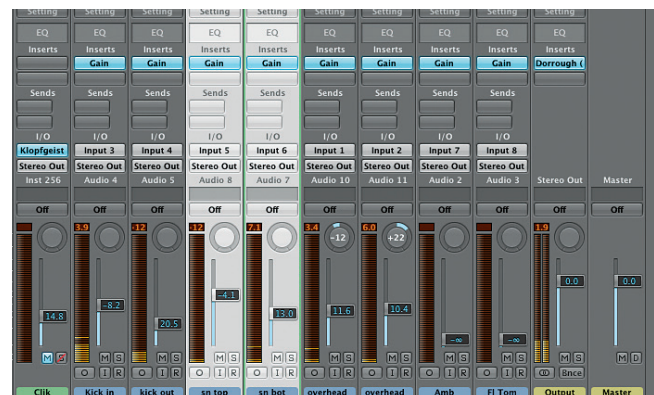 Setting Setting Setting Setting Setting Setting Setting Setting Setting Setting
EQ EQ EQ EQ EQ EQ EQ EQ EQ EQ
Inserts Inserts Inserts Inserts Inserts Inserts Inserts Inserts Inserts Inserts
Gain Gain Gain Gain Gain Gain Gain Gain Dorrough (
Sends Sends Sends Sends Sends Sends Sends Sends Sends
I/O I/O I/O I/O I/O I/O I/O I/O I/O
Klopfgeist Input 3 Input 4 Input 5 Input 6 Input 1 Input 2 Input 7 Input 8
Stereo Out Stereo Out Stereo Out Stereo Out Stereo Out Stereo Out Stereo Out Stereo Out Stereo Out
Inst 256 Audio 4 Audio 5 Audio 8 Audio 7 Audio 10 Audio 11 Audio 2 Audio 3 Stereo Out Master
Off Off Off Off Off Off Off Off Off Off Off
3.9 -12 -12 7.1 3.4 6.0 1.9
-12 +22
14.8 -8.2 20.5 -4.1 13.0 11.6 10.4 -∞ -∞ 0.0 0.0
M S M S M S M S M S M S M S M S M S M S M D
O I R O I R O I R O I R O I R O I R O I R O I R Bnce
Clik Kick in kick out sn top sn bot overhead overhead Amb Fl Tom Output Master